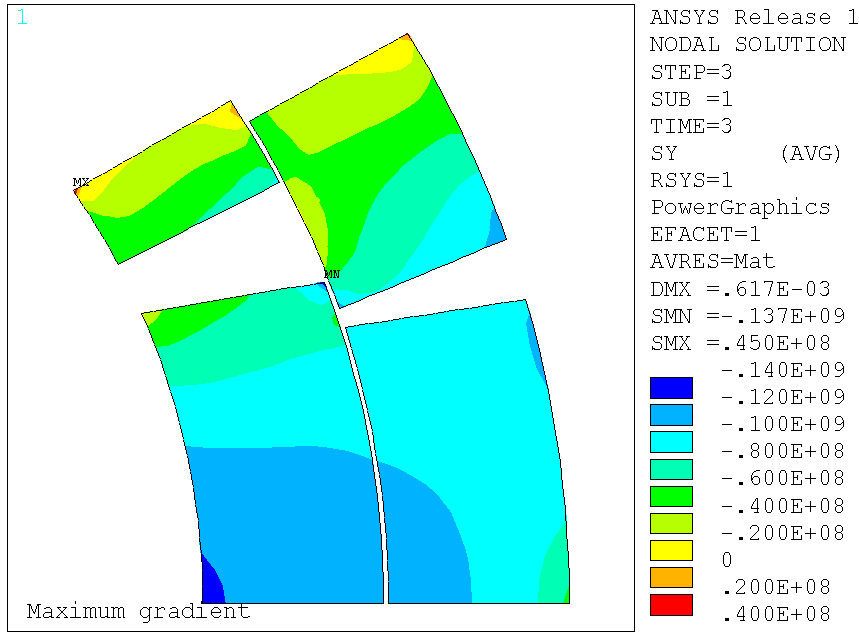 1
ANSYS Release 1
NODAL SOLUTION
STEP=3
SUB =1
TIME=3
SY (AVG)
RSYS=1
PowerGraphics
EFACET=1
AVRES=Mat
DMX =.617E-03
SMN =-.137E+09
SMX =.450E+08
-.140E+09
-.120E+09
-.100E+09
-.800E+08
-.600E+08
-.400E+08
-.200E+08
0
.200E+08
.400E+08
MX
MN
Maximum gradient